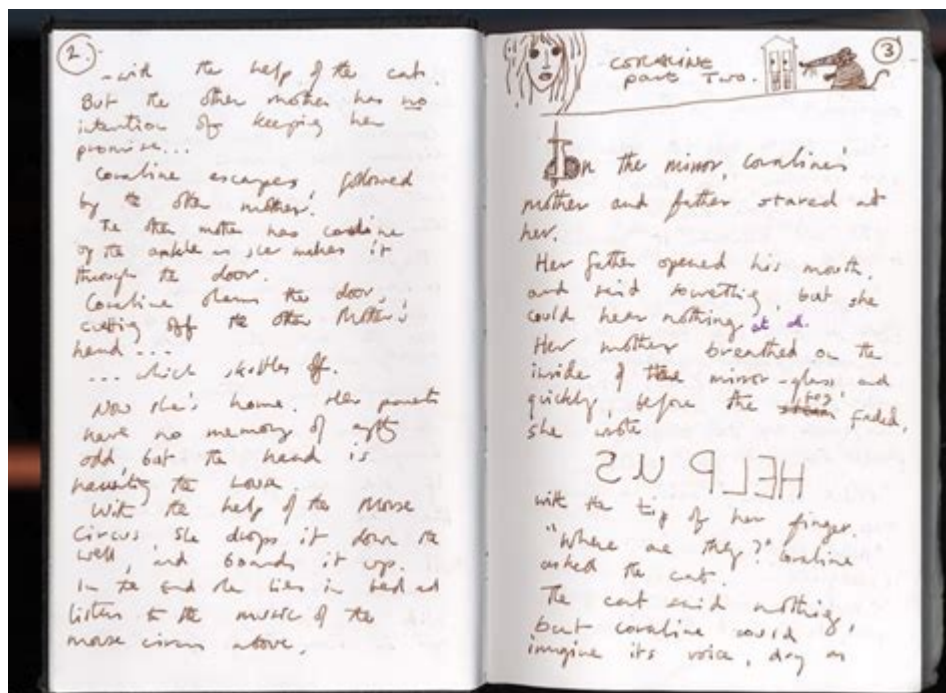 2.
-with the help of the cat.
But the other mother has no
intention of keeping her
promise...
Coraline escapes, followed
by the other mother.
The other mother has coraline
by the ankle as she makes it
through the door.
Coraline slams the door,
cutting off the other mother's
hand ...
... which skuttles off.
Now she's home. Her parents
have no memory of
odd, but the hand is
haunting the
With the help of the mouse
circus, she drops it down the
well, and boards it up.
In the end she lies in bed and
listens to the music of the
mouse circus above.
3
CORALINE
part TWO.
In the mirror, coraline's
mother and father stared at
her.
Her father opened his mouth,
and said something, but she
could hear nothing at al.
Her mother breathed on the
inside of the mirror-glass and
quickly, before the fog faded,
she wrote
HELP US
with the tip of her finger.
"Where are they?" Coraline
asked the cat.
The cat said nothing,
but coraline could
imagine its voice, dry as